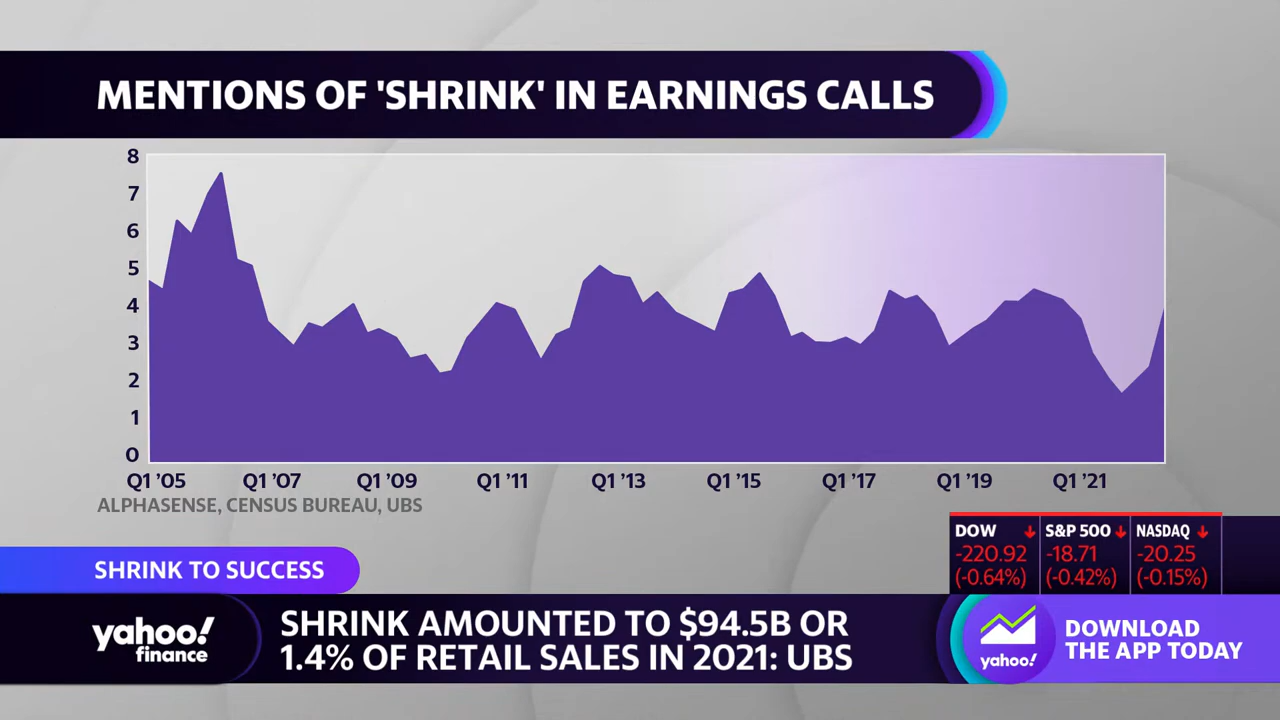 MENTIONS OF 'SHRINK' IN EARNINGS CALLS
8
7
6
5
4
3
2
1
0
Q1 ’05 Q1 ’07 Q1 ’09 Q1 ’11 Q1 ’13 Q1 ’15 Q1 ’17 Q1 ’19 Q1 ’21
ALPHASENSE, CENSUS BUREAU, UBS
DOW S&P 500 NASDAQ
-220.92 -18.71 -20.25
(-0.64%) (-0.42%) (-0.15%)
SHRINK TO SUCCESS
yahoo!
finance
SHRINK AMOUNTED TO $94.5B OR
1.4% OF RETAIL SALES IN 2021: UBS
yahoo!
DOWNLOAD
THE APP TODAY